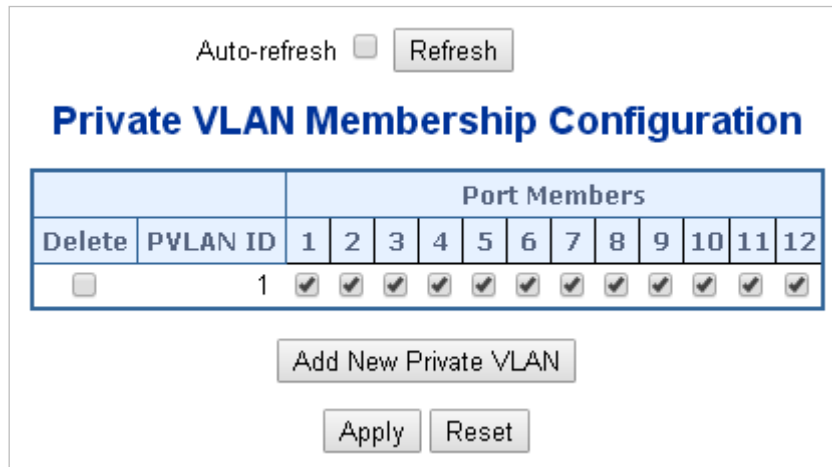 Auto-refresh Refresh
Private VLAN Membership Configuration
Port Members
Delete PVLAN ID 1 2 3 4 5 6 7 8 9 10 11 12
1
Add New Private VLAN
Apply Reset